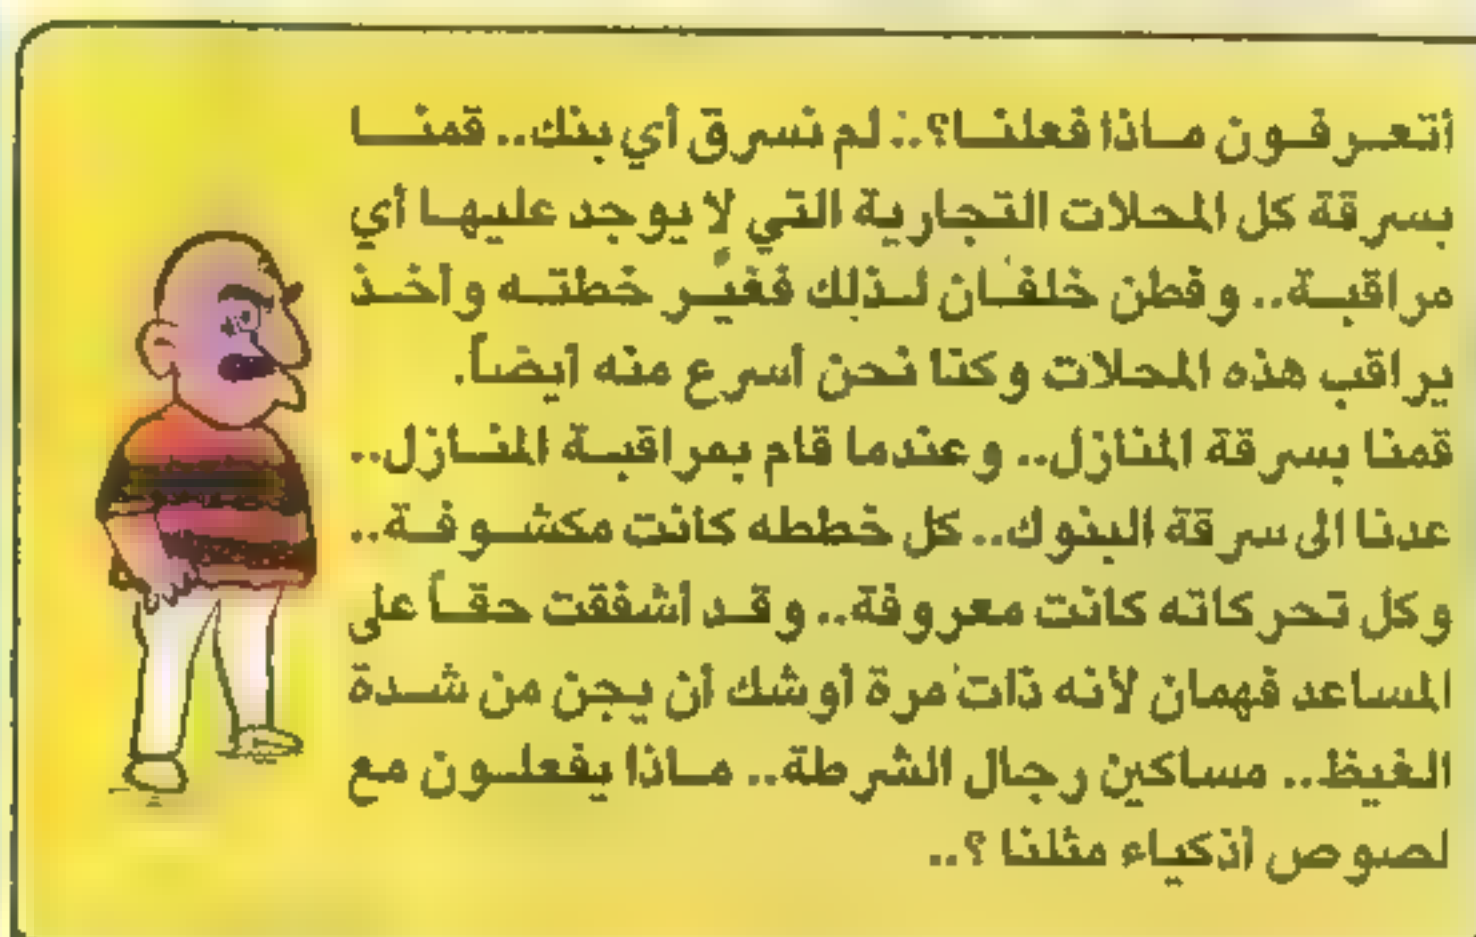 أتعرفون ماذا فعلنا؟.. لم نسرق أي بنك.. قمنا
بسرقة كل المحلات التجارية التي لا يوجد عليها أي
مراقبة.. وفطن خلفان لذلك فغيَّر خطته وأخذ
يراقب هذه المحلات وكنا نحن أسرع منه أيضاً.
قمنا بسرقة المنازل.. وعندما قام بمراقبة المنازل..
عدنا الى سرقة البنوك.. كل خططه كانت مكشوفة..
وكل تحركاته كانت معروفة.. وقد أشفقت حقاً على
المساعد فهمان لأنه ذات مرة أوشك أن يجن من شدة
الغيظ.. مساكين رجال الشرطة.. ماذا يفعلون مع
لصوص أذكياء مثلنا ؟..